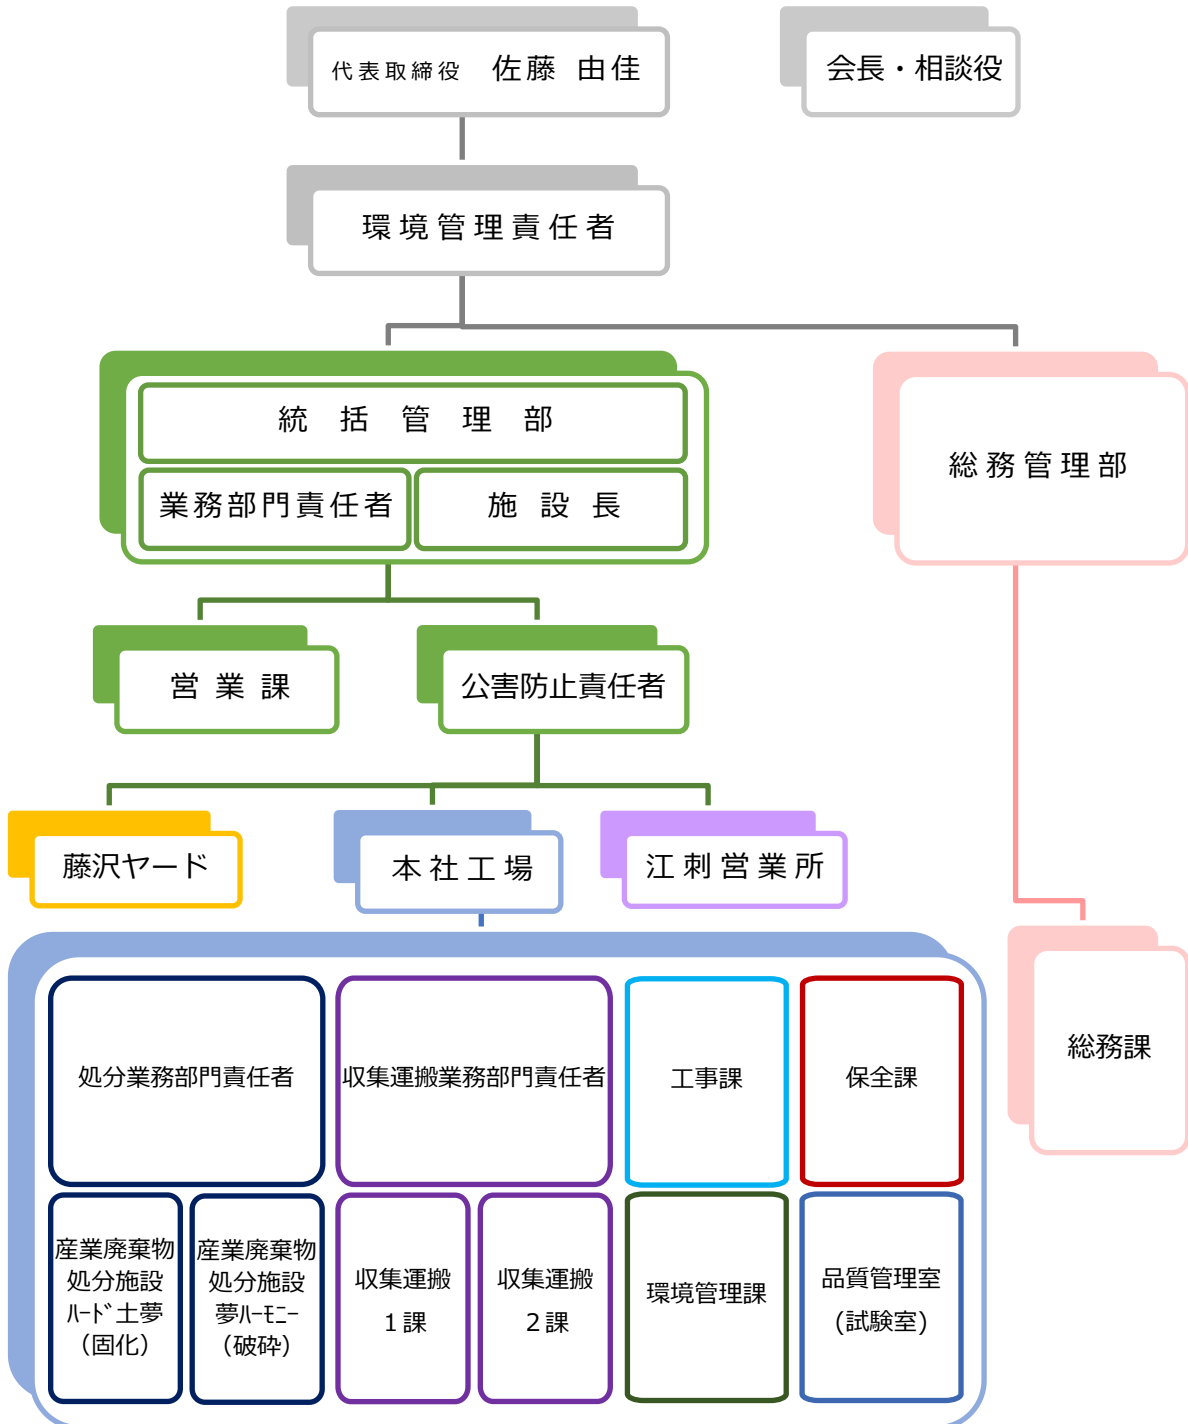 代表取締役 佐藤 由佳
会長・相談役
環境管理責任者
統括管理部
業務部門責任者
施設長
総務管理部
営業課
公害防止責任者
藤沢ヤード
本社工場
江刺営業所
処分業務部門責任者
収集運搬業務部門責任者
工事課
保全課
総務課
産業廃棄物
処分施設
ﾊｰﾄﾞ土夢
（固化）
産業廃棄物
処分施設
夢ﾊｰﾓﾆｰ
（破砕）
収集運搬
1課
収集運搬
2課
環境管理課
品質管理室
(試験室)